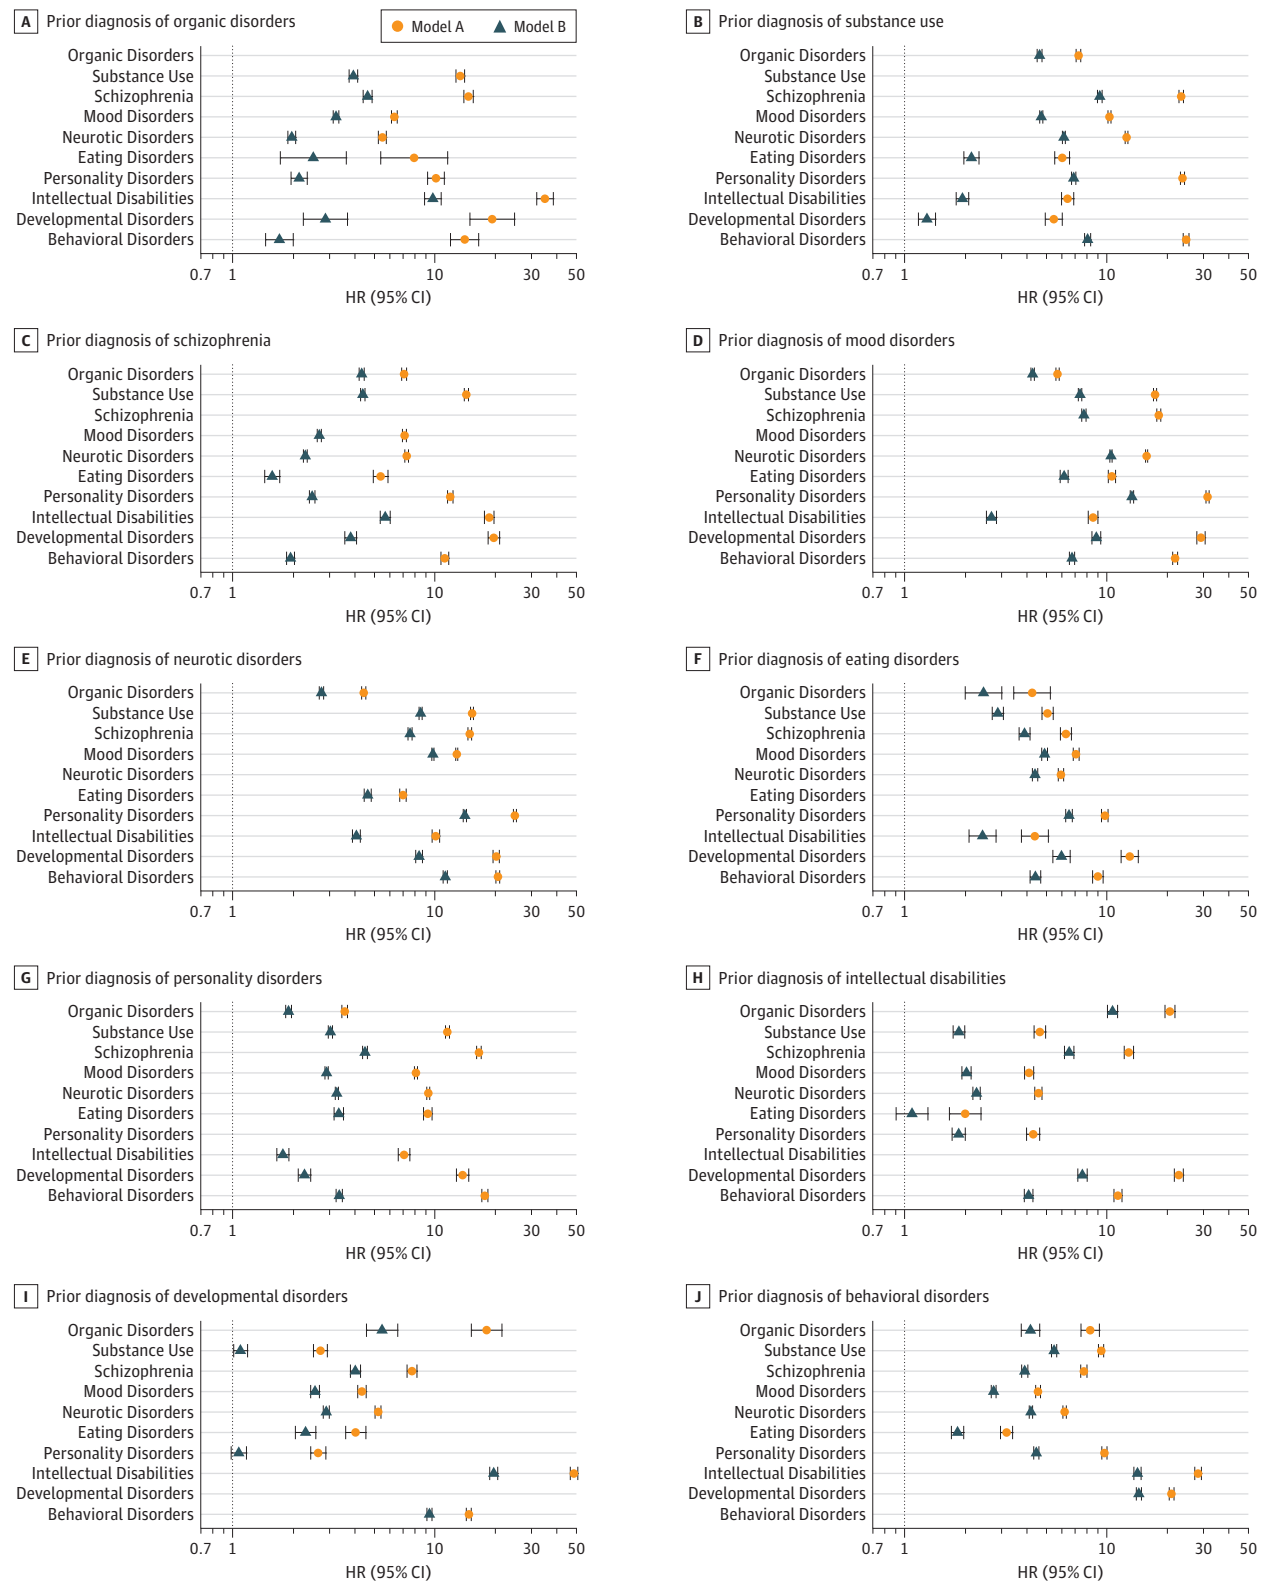 A Prior diagnosis of organic disorders
Model A Model B
Organic Disorders
Substance Use
Schizophrenia
Mood Disorders
Neurotic Disorders
Eating Disorders
Personality Disorders
Intellectual Disabilities
Developmental Disorders
Behavioral Disorders
0.7 1 10 30 50
HR (95% CI)
B Prior diagnosis of substance use
Organic Disorders
Substance Use
Schizophrenia
Mood Disorders
Neurotic Disorders
Eating Disorders
Personality Disorders
Intellectual Disabilities
Developmental Disorders
Behavioral Disorders
0.7 1 10 30 50
HR (95% CI)
C Prior diagnosis of schizophrenia
Organic Disorders
Substance Use
Schizophrenia
Mood Disorders
Neurotic Disorders
Eating Disorders
Personality Disorders
Intellectual Disabilities
Developmental Disorders
Behavioral Disorders
0.7 1 10 30 50
HR (95% CI)
D Prior diagnosis of mood disorders
Organic Disorders
Substance Use
Schizophrenia
Mood Disorders
Neurotic Disorders
Eating Disorders
Personality Disorders
Intellectual Disabilities
Developmental Disorders
Behavioral Disorders
0.7 1 10 30 50
HR (95% CI)
E Prior diagnosis of neurotic disorders
Organic Disorders
Substance Use
Schizophrenia
Mood Disorders
Neurotic Disorders
Eating Disorders
Personality Disorders
Intellectual Disabilities
Developmental Disorders
Behavioral Disorders
0.7 1 10 30 50
HR (95% CI)
F Prior diagnosis of eating disorders
Organic Disorders
Substance Use
Schizophrenia
Mood Disorders
Neurotic Disorders
Eating Disorders
Personality Disorders
Intellectual Disabilities
Developmental Disorders
Behavioral Disorders
0.7 1 10 30 50
HR (95% CI)
G Prior diagnosis of personality disorders
Organic Disorders
Substance Use
Schizophrenia
Mood Disorders
Neurotic Disorders
Eating Disorders
Personality Disorders
Intellectual Disabilities
Developmental Disorders
Behavioral Disorders
0.7 1 10 30 50
HR (95% CI)
H Prior diagnosis of intellectual disabilities
Organic Disorders
Substance Use
Schizophrenia
Mood Disorders
Neurotic Disorders
Eating Disorders
Personality Disorders
Intellectual Disabilities
Developmental Disorders
Behavioral Disorders
0.7 1 10 30 50
HR (95% CI)
I Prior diagnosis of developmental disorders
Organic Disorders
Substance Use
Schizophrenia
Mood Disorders
Neurotic Disorders
Eating Disorders
Personality Disorders
Intellectual Disabilities
Developmental Disorders
Behavioral Disorders
0.7 1 10 30 50
HR (95% CI)
J Prior diagnosis of behavioral disorders
Organic Disorders
Substance Use
Schizophrenia
Mood Disorders
Neurotic Disorders
Eating Disorders
Personality Disorders
Intellectual Disabilities
Developmental Disorders
Behavioral Disorders
0.7 1 10 30 50
HR (95% CI)